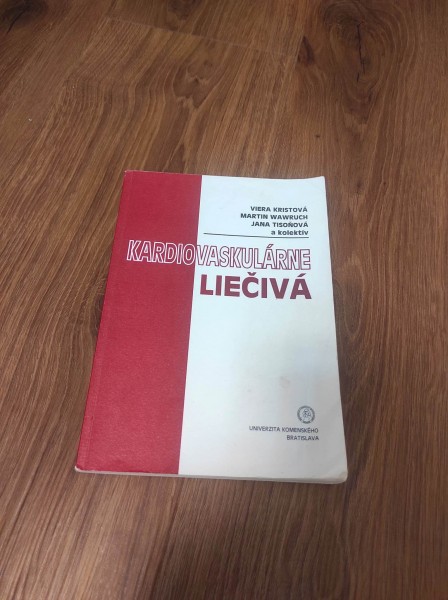 VIERA KRISTOVÁ
MARTIN WAWRUCH
JANA TISOŇOVÁ
a kolektív
KARDIOVASKULÁRNE
LIEČIVÁ
UNIVERZITA KOMENSKÉHO
BRATISLAVA